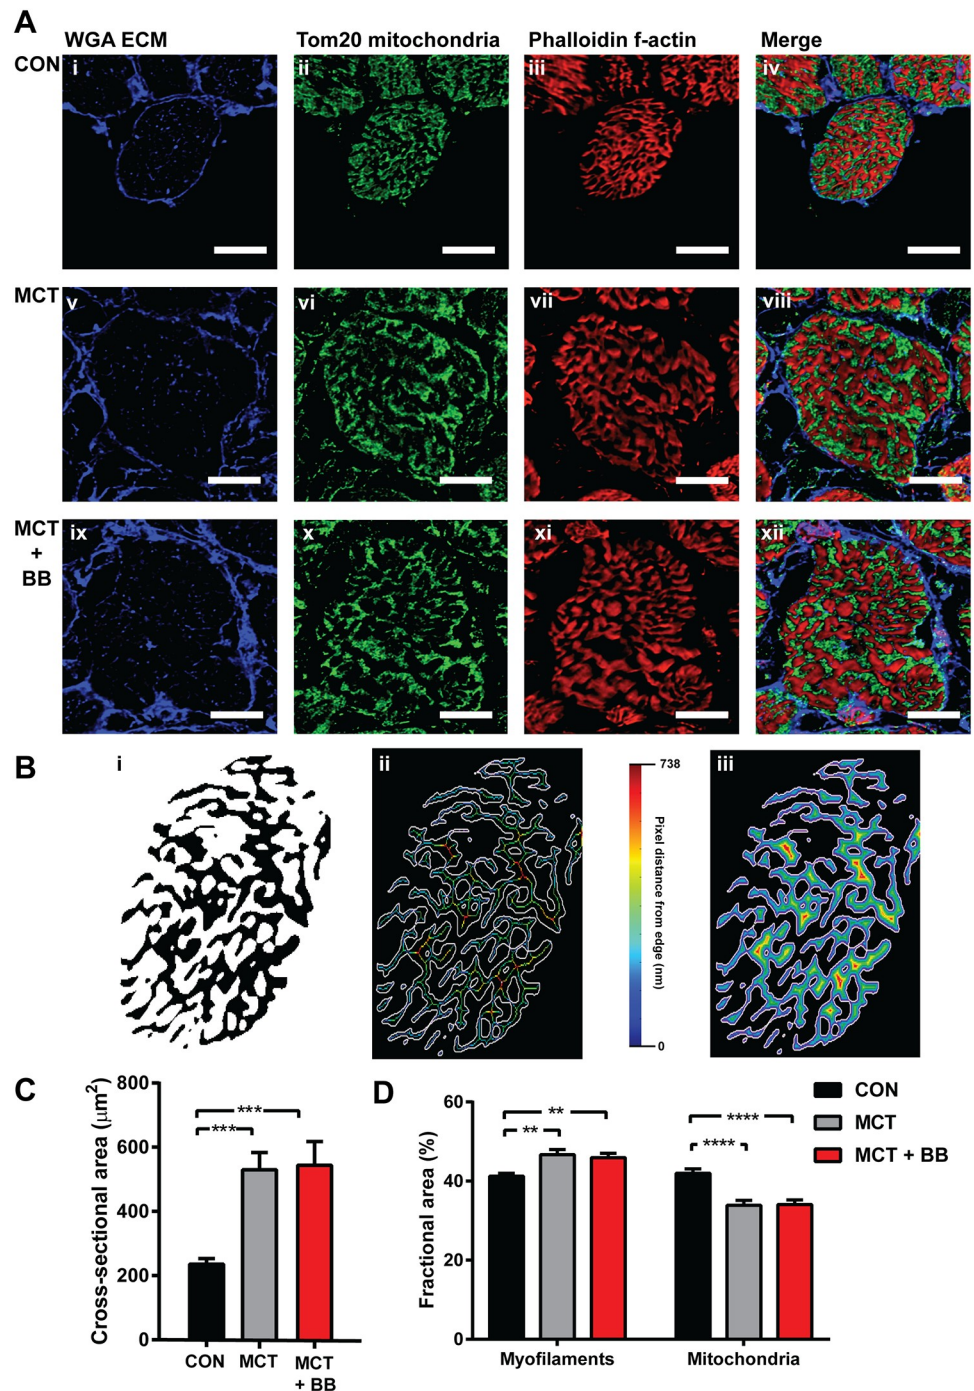 A
WGA ECM Tom20 mitochondria Phalloidin f-actin Merge
CON
i ii iii iv
MCT
v vi vii viii
MCT
+
BB
ix x xi xii
B
i ii iii
738
Pixel distance from edge (nm)
0
C
Cross-sectional area (μm²)
800
600
400
200
0
***
***
CON MCT MCT
+ BB
D
Fractional area (%)
60
40
20
0
**
**
****
****
Myofilaments Mitochondria
CON
MCT
MCT + BB